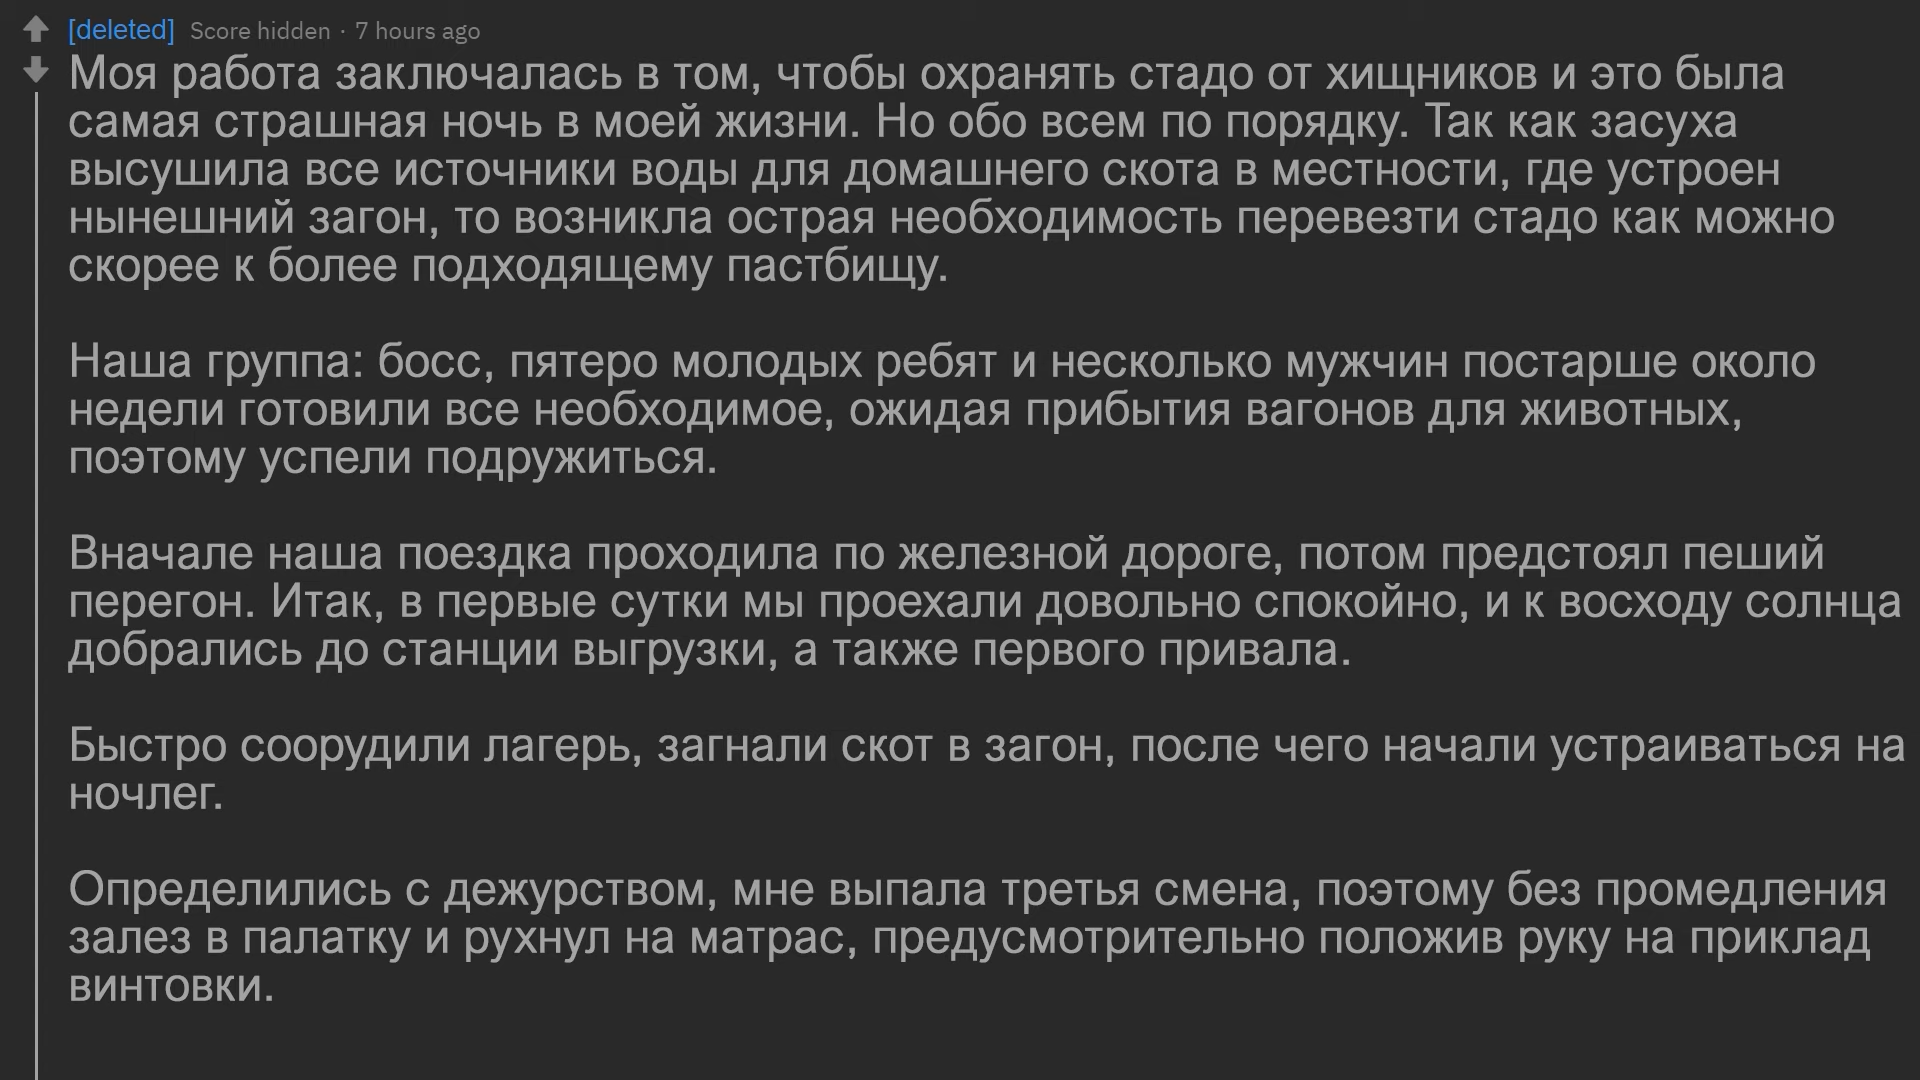 [deleted] Score hidden · 7 hours ago
Моя работа заключалась в том, чтобы охранять стадо от хищников и это была
самая страшная ночь в моей жизни. Но обо всем по порядку. Так как засуха
высушила все источники воды для домашнего скота в местности, где устроен
нынешний загон, то возникла острая необходимость перевезти стадо как можно
скорее к более подходящему пастбищу.
Наша группа: босс, пятеро молодых ребят и несколько мужчин постарше около
недели готовили все необходимое, ожидая прибытия вагонов для животных,
поэтому успели подружиться.
Вначале наша поездка проходила по железной дороге, потом предстоял пеший
перегон. Итак, в первые сутки мы проехали довольно спокойно, и к восходу солнца
добрались до станции выгрузки, а также первого привала.
Быстро соорудили лагерь, загнали скот в загон, после чего начали устраиваться на
ночлег.
Определились с дежурством, мне выпала третья смена, поэтому без промедления
залез в палатку и рухнул на матрас, предусмотрительно положив руку на приклад
винтовки.